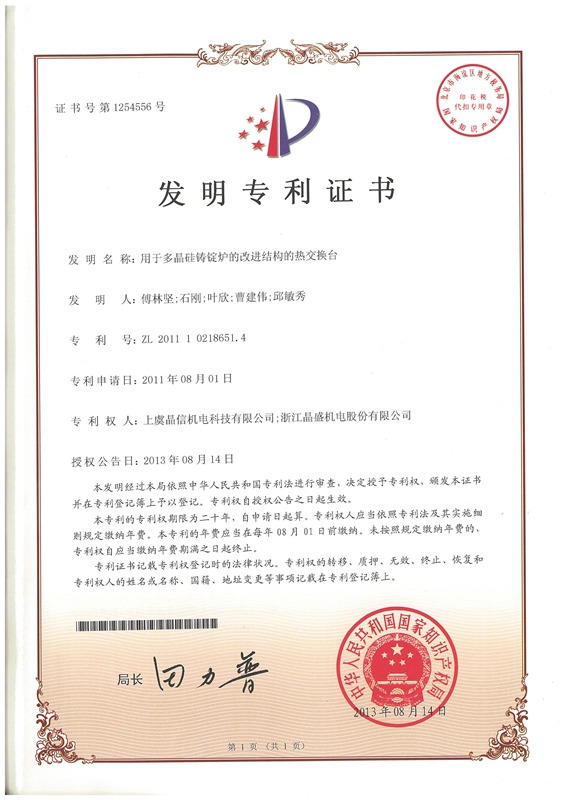 证书号第1254556号
北京市海淀区地方税务局
印花税
代扣专用章
国家知识产权局
发明专利证书
发 明 名 称：用于多晶硅铸锭炉的改进结构的热交换台
发 明 人：傅林坚;石刚;叶欣;曹建伟;邱敏秀
专 利 号：ZL 2011 1 0218651.4
专利申请日：2011年08月01日
专 利 权 人：上虞晶信机电科技有限公司;浙江晶盛机电股份有限公司
授权公告日：2013年08月14日
本发明经过本局依照中华人民共和国专利法进行审查，决定授予专利权，颁发本证书
并在专利登记簿上予以登记。专利权自授权公告之日起生效。
本专利的专利权期限为二十年，自申请日起算。专利权人应当依照专利法及其实施细
则规定缴纳年费。本专利的年费应当在每年08月01日前缴纳。未按照规定缴纳年费的，
专利权自应当缴纳年费期满之日起终止。
专利证书记载专利权登记时的法律状况。专利权的转移、质押、无效、终止、恢复和
专利权人的姓名或名称、国籍、地址变更等事项记载在专利登记簿上。
局长 田力普
中华人民共和国国家知识产权局
2013年08月14日
第1页（共1页）